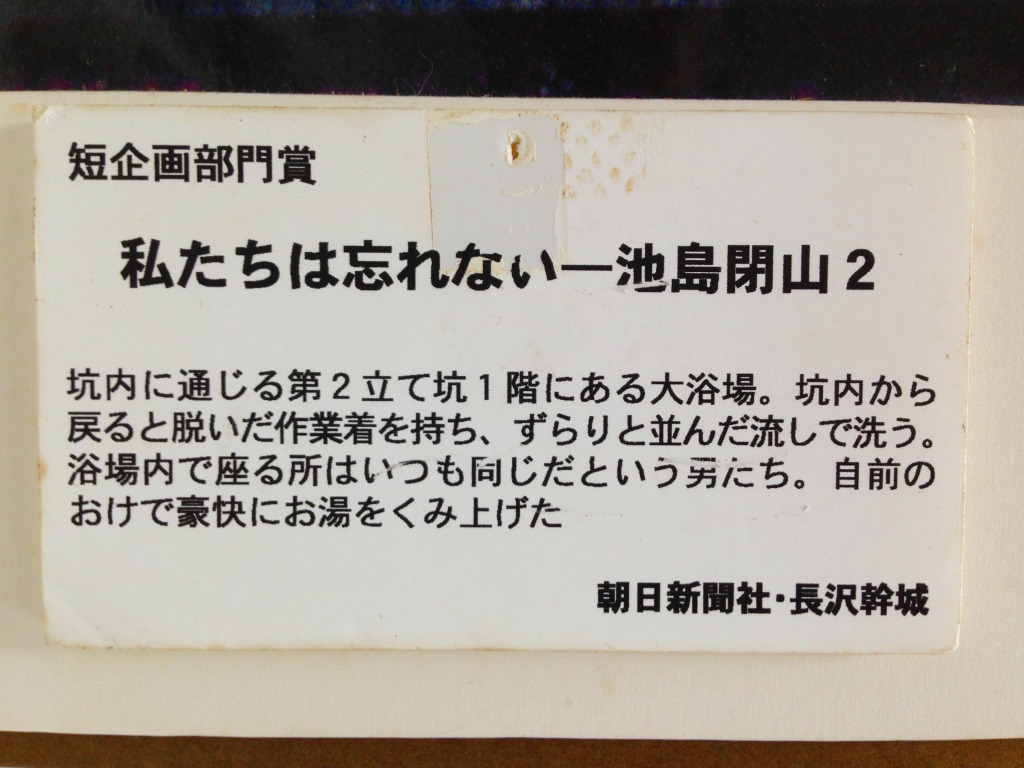 短企画部門賞
私たちは忘れない―池島閉山２
坑内に通じる第２立て坑１階にある大浴場。坑内から
戻ると脱いだ作業着を持ち、ずらりと並んだ流しで洗う。
浴場内で座る所はいつも同じだという男たち。自前の
おけで豪快にお湯をくみ上げた
朝日新聞社・長沢幹城